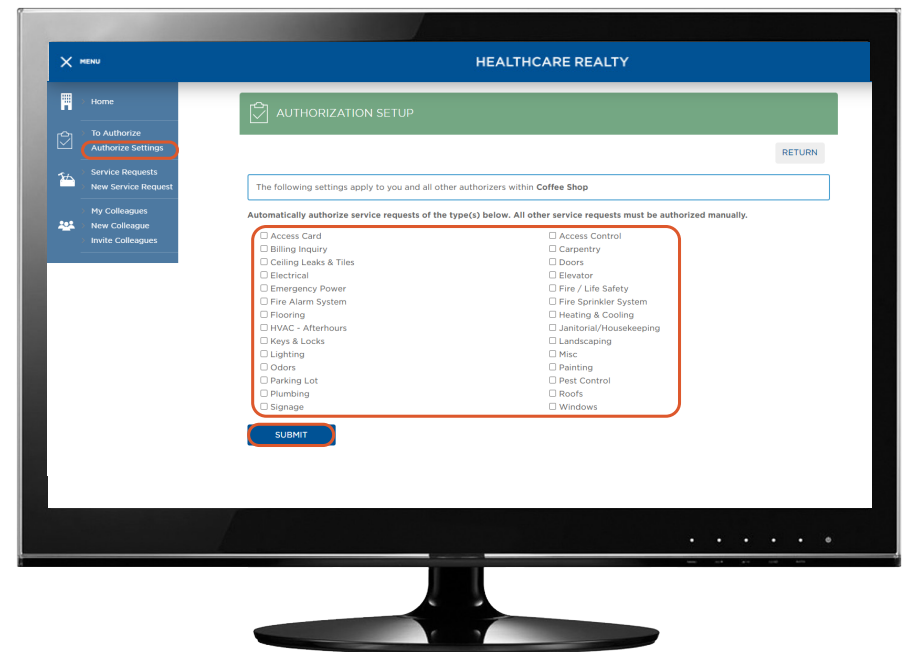 MENU
HEALTHCARE REALTY
Home
To Authorize
Authorize Settings
Service Requests
New Service Request
My Colleagues
New Colleague
Invite Colleagues
AUTHORIZATION SETUP
RETURN
The following settings apply to you and all other authorizers within Coffee Shop
Automatically authorize service requests of the type(s) below. All other service requests must be authorized manually.
Access Card
Access Control
Billing Inquiry
Carpentry
Ceiling Leaks & Tiles
Doors
Electrical
Elevator
Emergency Power
Fire / Life Safety
Fire Alarm System
Fire Sprinkler System
Flooring
Heating & Cooling
HVAC - Afterhours
Janitorial/Housekeeping
Keys & Locks
Landscaping
Lighting
Misc
Odors
Painting
Parking Lot
Pest Control
Plumbing
Roofs
Signage
Windows
SUBMIT